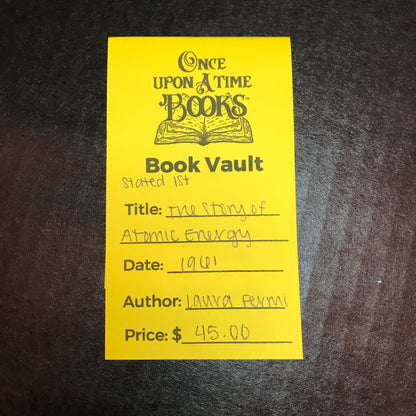 ONCE
UPON A TIME
BOOKS
Book Vault
Stated 1st
Title: The Story of
Atomic Energy
Date: 1961
Author: Laura Fermi
Price: $ 45.00